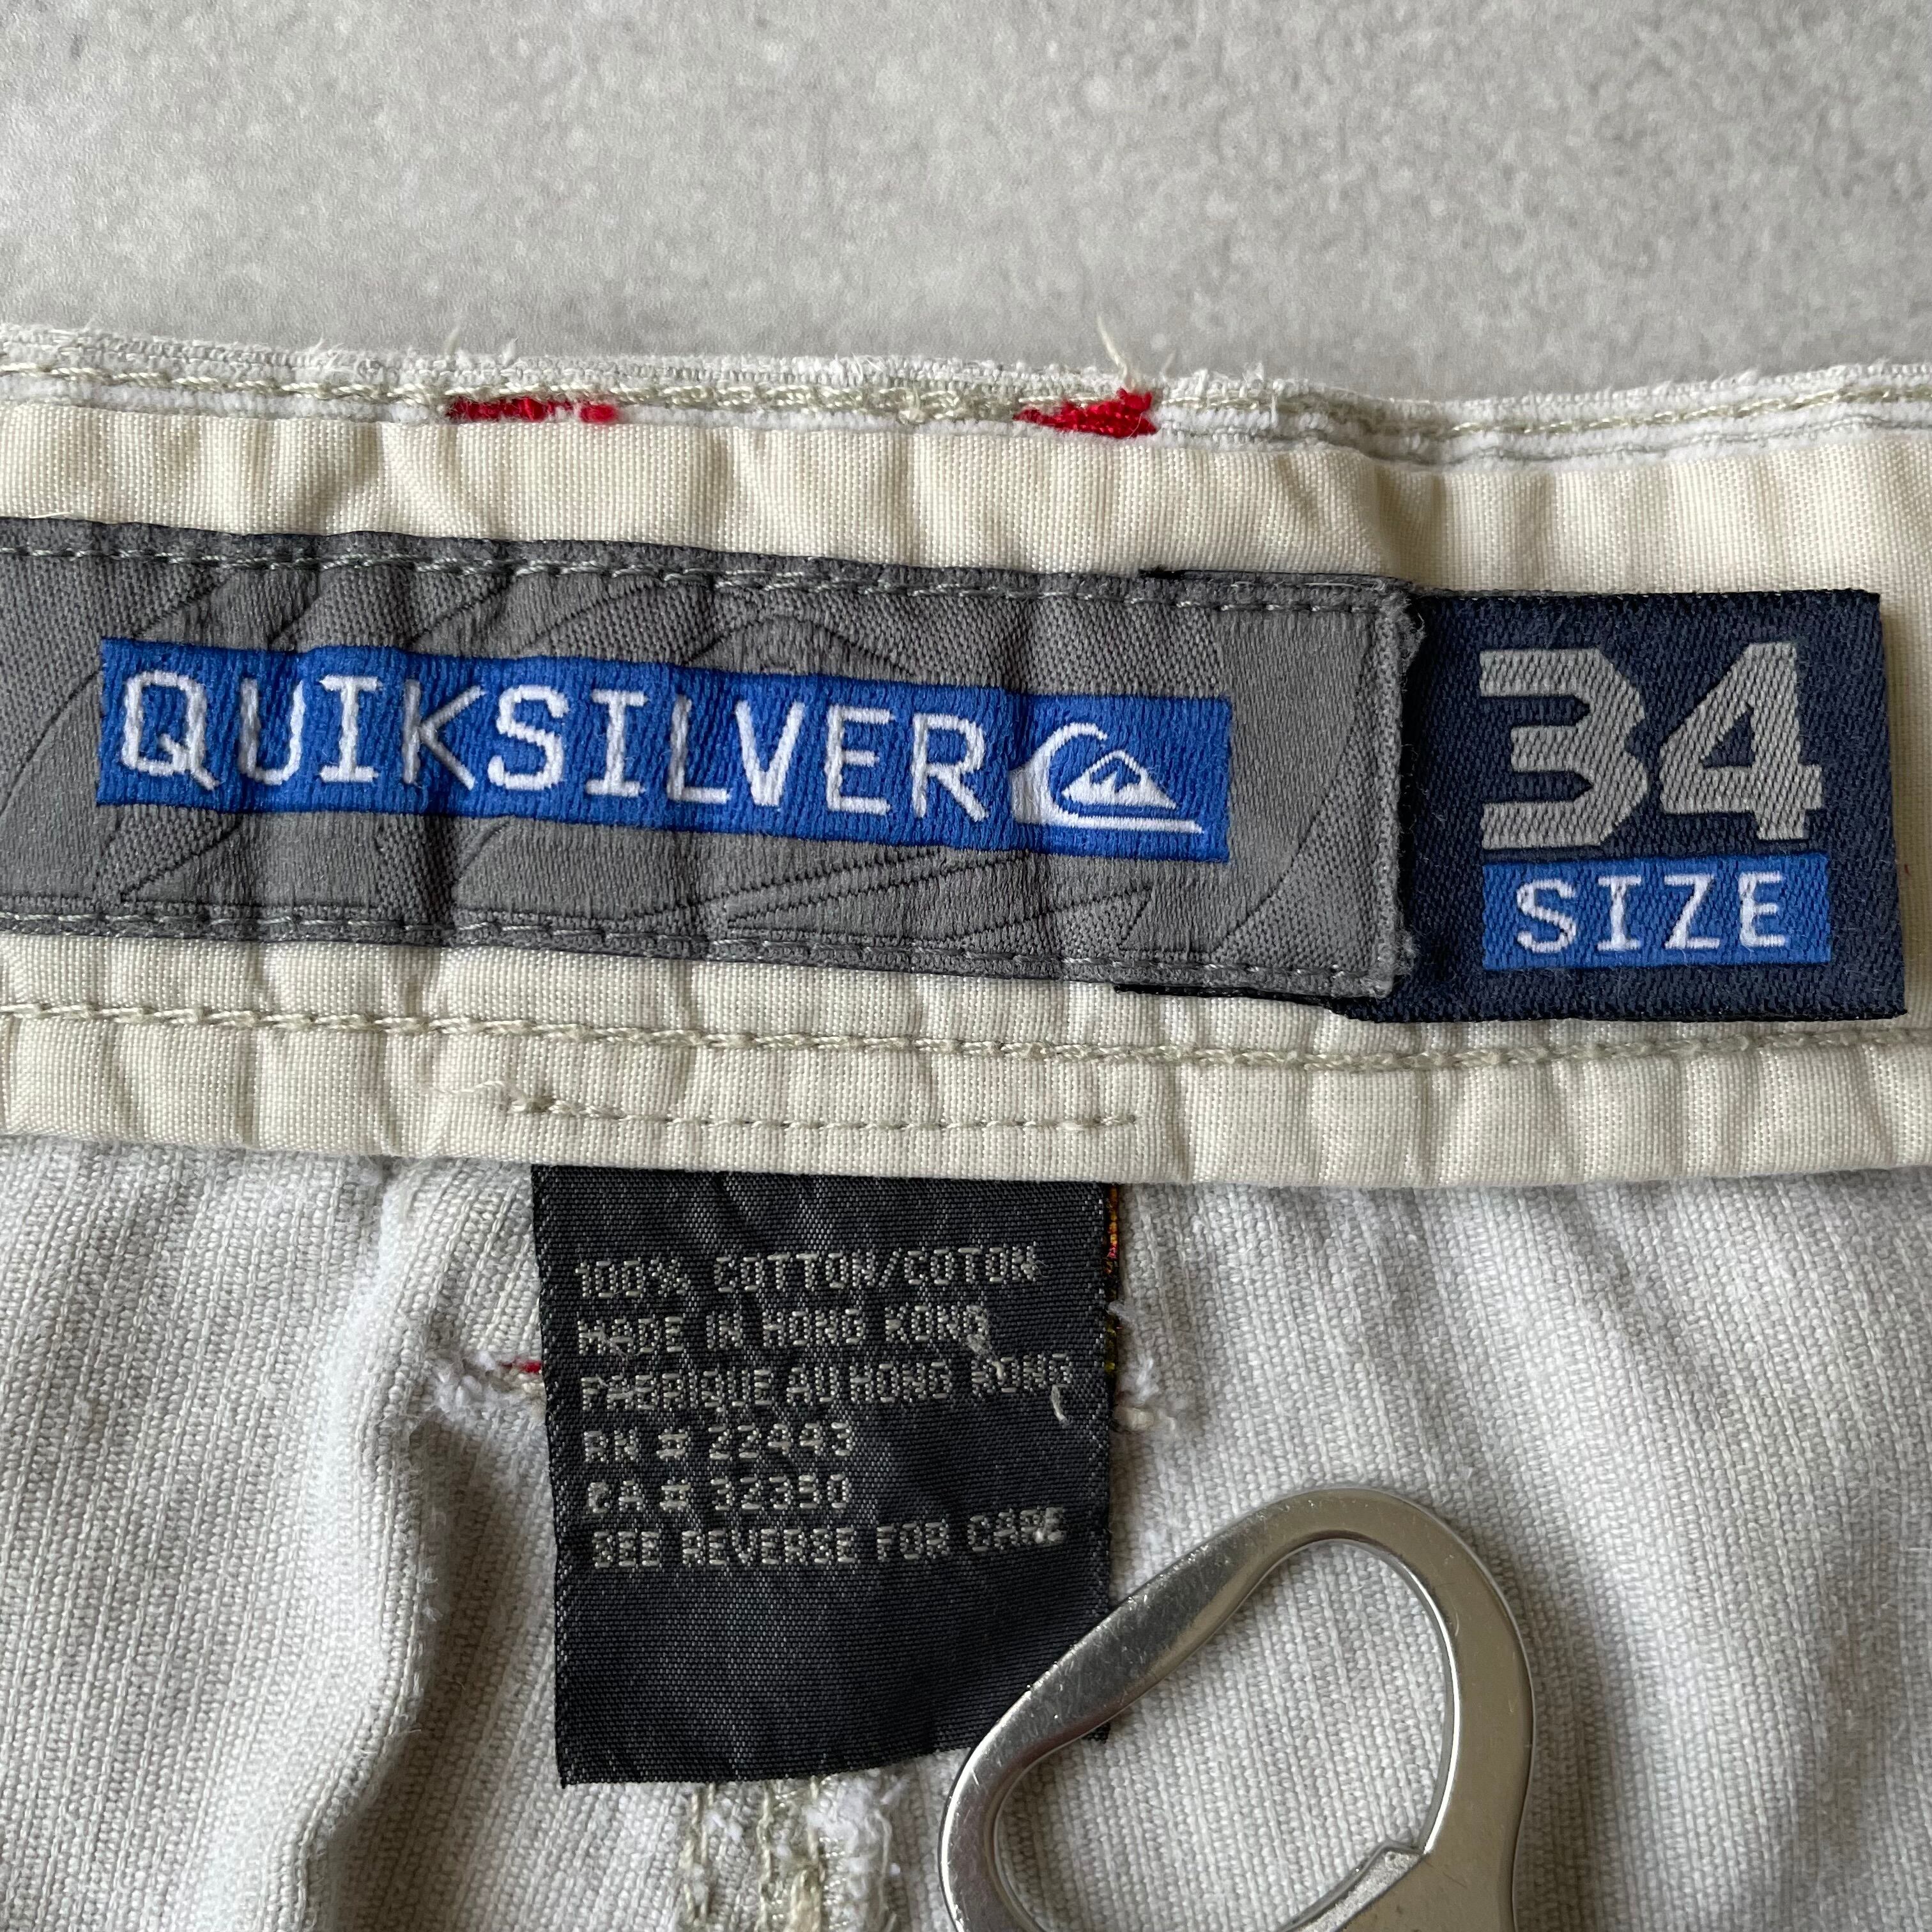 QUIKSILVER
34
SIZE
100% COTTON/COTON
MADE IN HONG KONG
FABRIQUE AU HONG KONG
RN # 22443
CA # 32350
SEE REVERSE FOR CARE